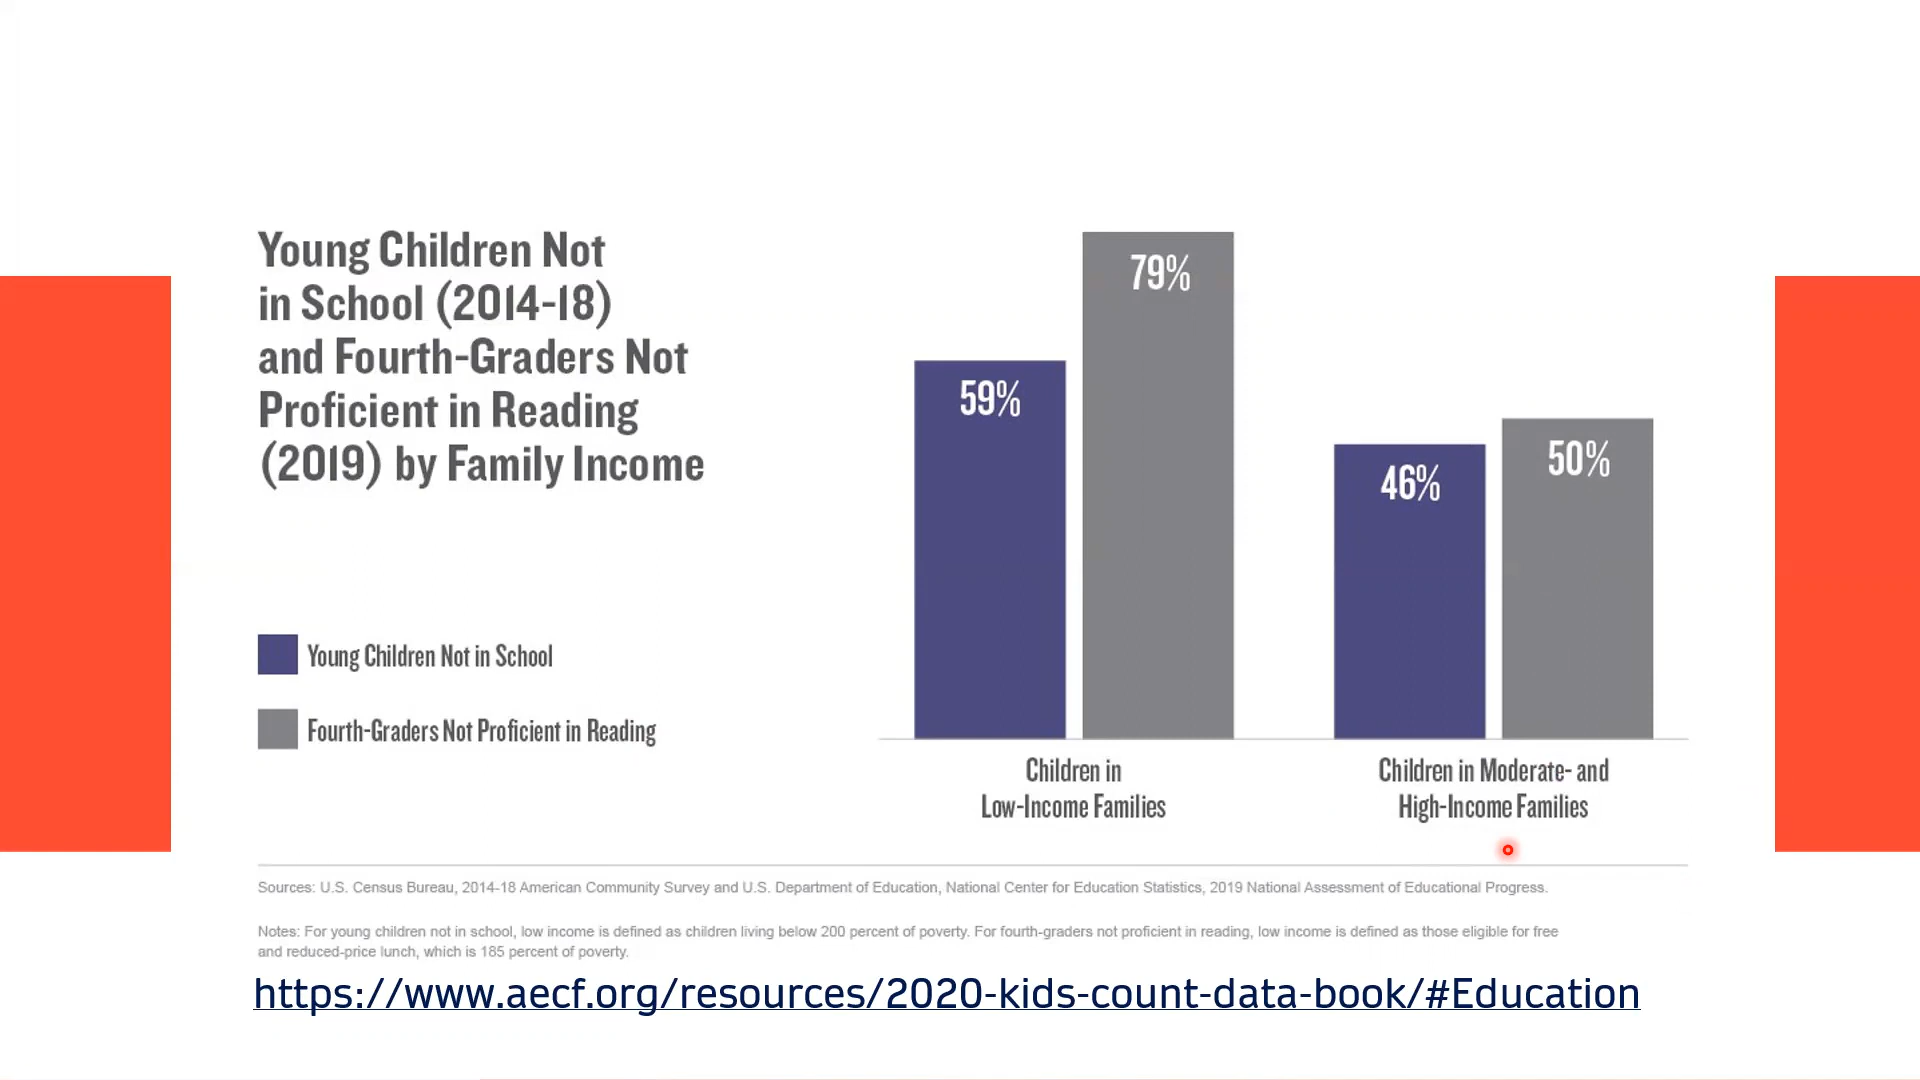 Young Children Not
in School (2014-18)
and Fourth-Graders Not
Proficient in Reading
(2019) by Family Income
Young Children Not in School
Fourth-Graders Not Proficient in Reading
59%
79%
46%
50%
Children in
Low-Income Families
Children in Moderate- and
High-Income Families
Sources: U.S. Census Bureau, 2014-18 American Community Survey and U.S. Department of Education, National Center for Education Statistics, 2019 National Assessment of Educational Progress.
Notes: For young children not in school, low income is defined as children living below 200 percent of poverty. For fourth-graders not proficient in reading, low income is defined as those eligible for free
and reduced-price lunch, which is 185 percent of poverty.
https://www.aecf.org/resources/2020-kids-count-data-book/#Education